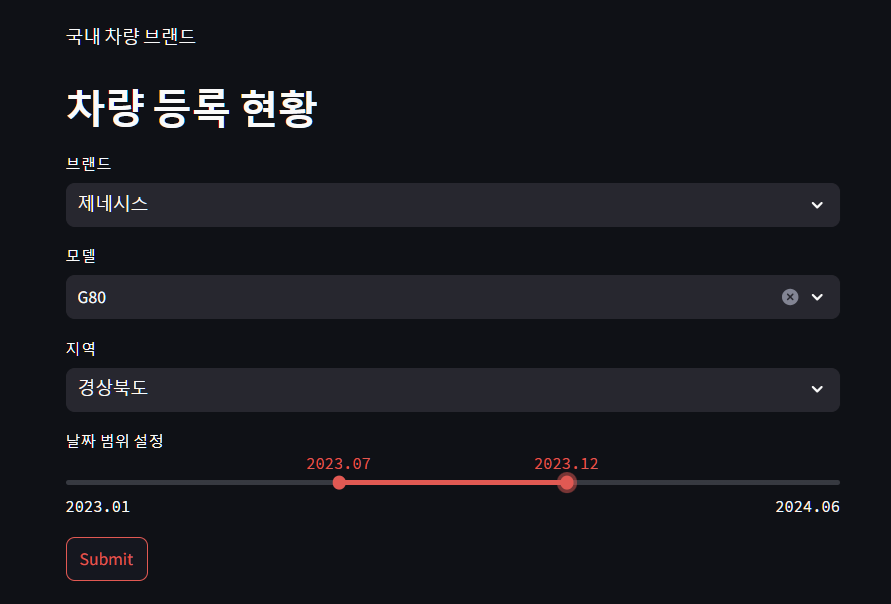 국내 차량 브랜드
차량 등록 현황
브랜드
제네시스
모델
G80
지역
경상북도
날짜 범위 설정
2023.07 2023.12
2023.01 2024.06
Submit